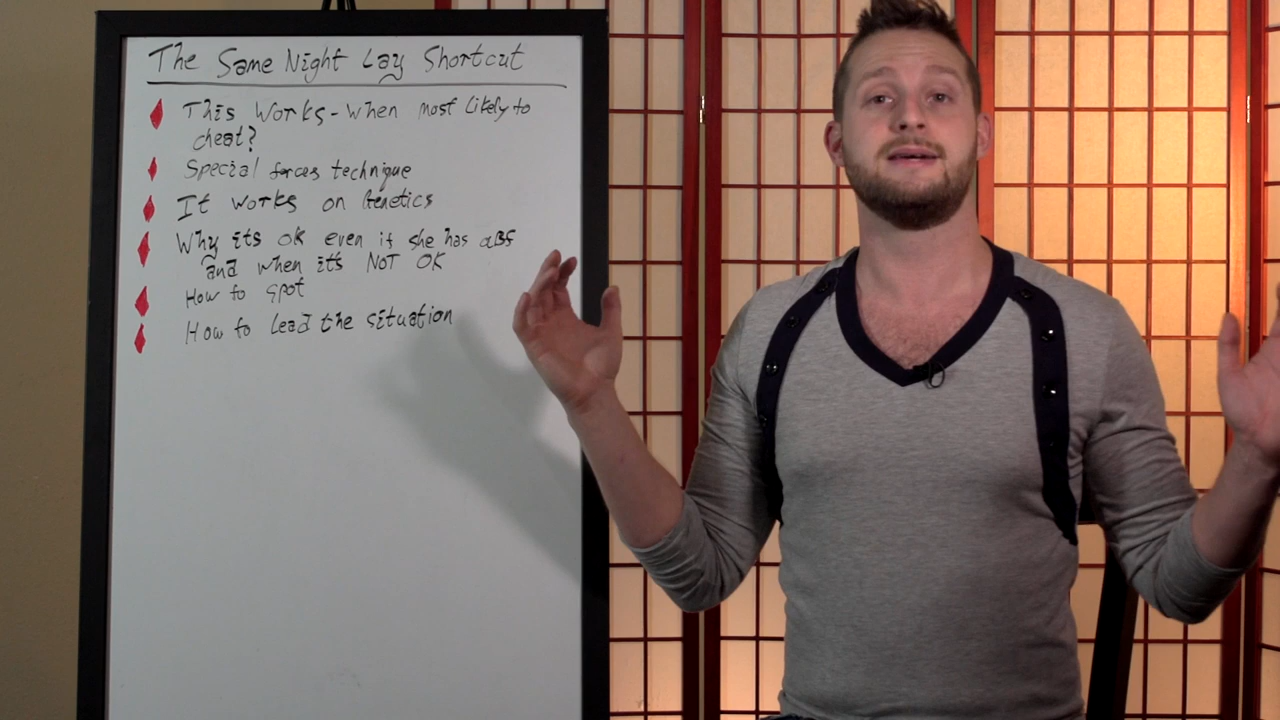 The Same Night Lay Shortcut
This Works - When most likely to
cheat?
Special forces technique
It works on Genetics
Why its ok even if she has a BF
and when it's NOT OK
How to spot
How to Lead the situation